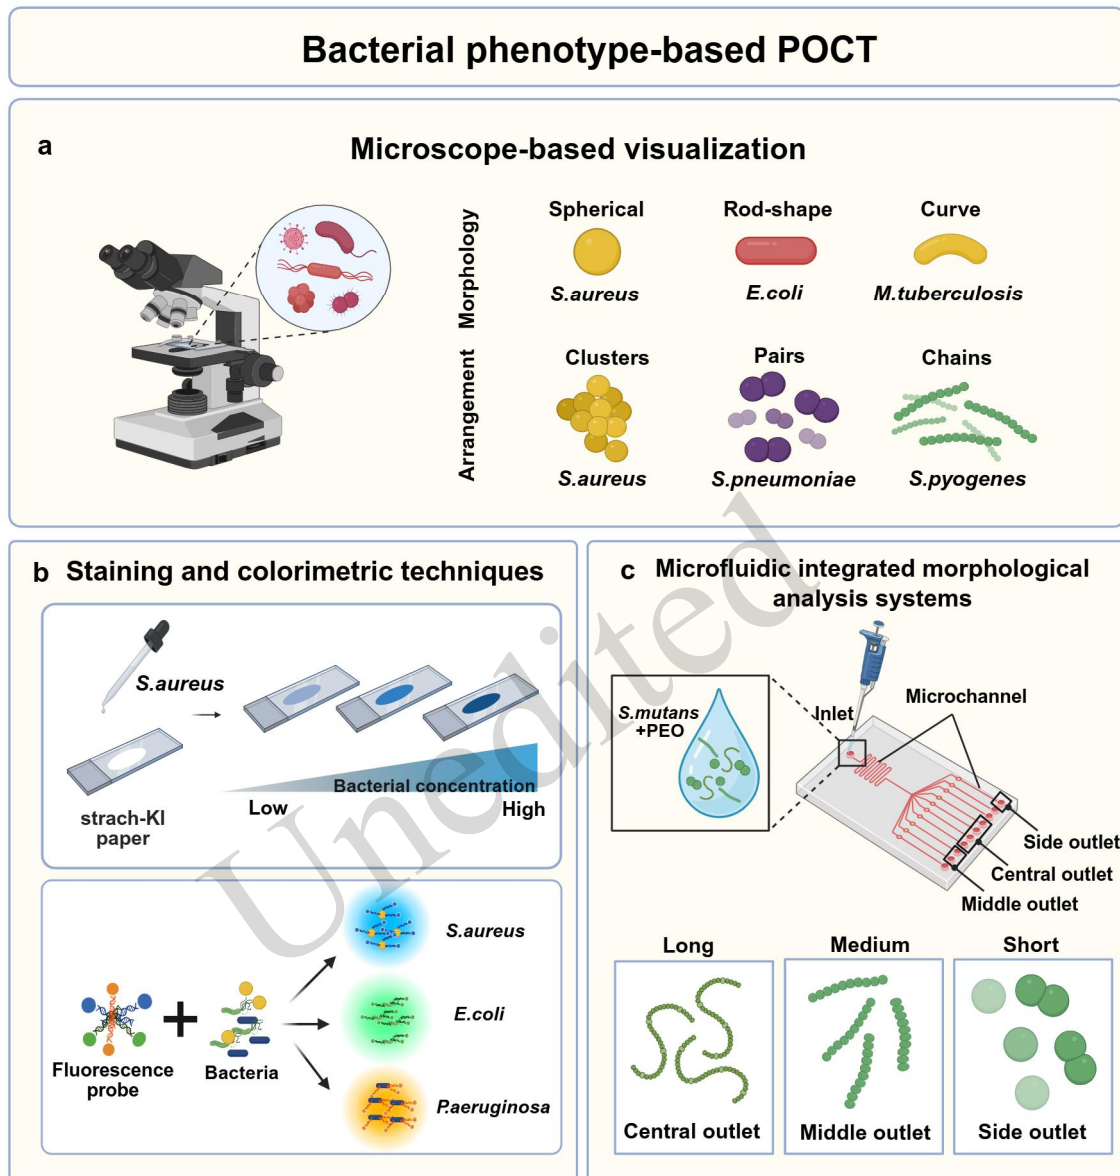 Bacterial phenotype-based POCT
a
Microscope-based visualization
Morphology
Spherical
Rod-shape
Curve
S.aureus
E.coli
M.tuberculosis
Arrangement
Clusters
Pairs
Chains
S.aureus
S.pneumoniae
S.pyogenes
b Staining and colorimetric techniques
S.aureus
strach-KI
paper
Bacterial concentration
Low
High
Fluorescence
probe
Bacteria
S.aureus
E.coli
P.aeruginosa
c Microfluidic integrated morphological
analysis systems
S.mutans
+PEO
Inlet
Microchannel
Side outlet
Central outlet
Middle outlet
Long
Medium
Short
Central outlet
Middle outlet
Side outlet
Unedited